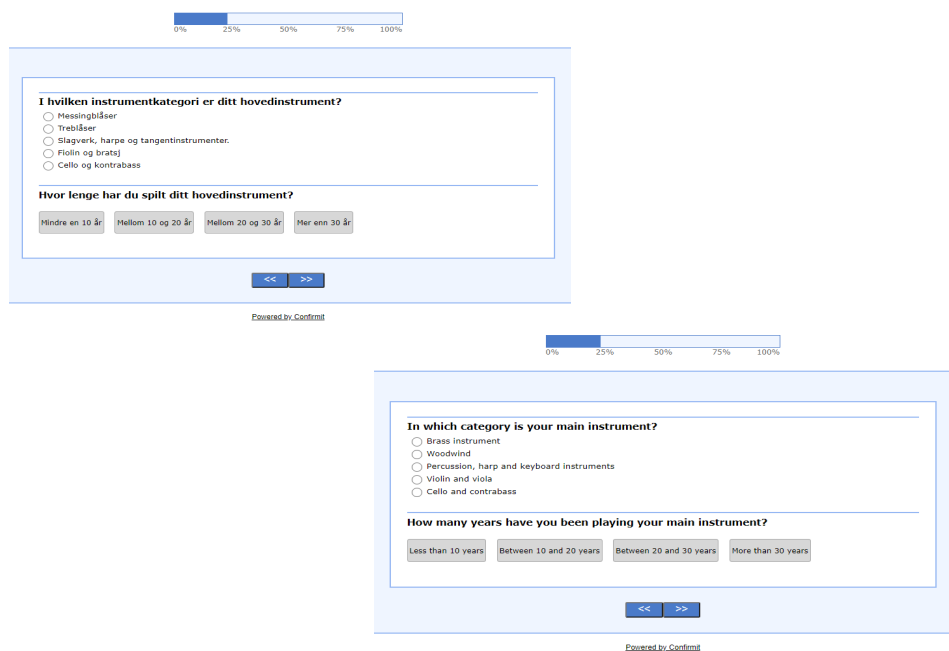 0% 25% 50% 75% 100%
I hvilken instrumentkategori er ditt hovedinstrument?
Messingblåser
Treblåser
Slagverk, harpe og tangentinstrumenter.
Fiolin og bratsj
Cello og kontrabass
Hvor lenge har du spilt ditt hovedinstrument?
Mindre en 10 år Mellom 10 og 20 år Mellom 20 og 30 år Mer enn 30 år
<< >>
Powered by Confirmit
0% 25% 50% 75% 100%
In which category is your main instrument?
Brass instrument
Woodwind
Percussion, harp and keyboard instruments
Violin and viola
Cello and contrabass
How many years have you been playing your main instrument?
Less than 10 years Between 10 and 20 years Between 20 and 30 years More than 30 years
<< >>
Powered by Confirmit